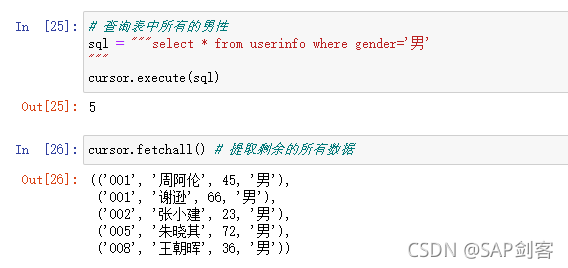 In [25]: # 查询表中所有的男性
sql = """select * from userinfo where gender='男'
"""
cursor.execute(sql)
Out[25]: 5
In [26]: cursor.fetchall() # 提取剩余的所有数据
Out[26]: (('001', '周阿伦', 45, '男'),
('001', '谢逊', 66, '男'),
('002', '张小建', 23, '男'),
('005', '朱晓其', 72, '男'),
('008', '王朝晖', 36, '男'))
CSDN @SAP剑客